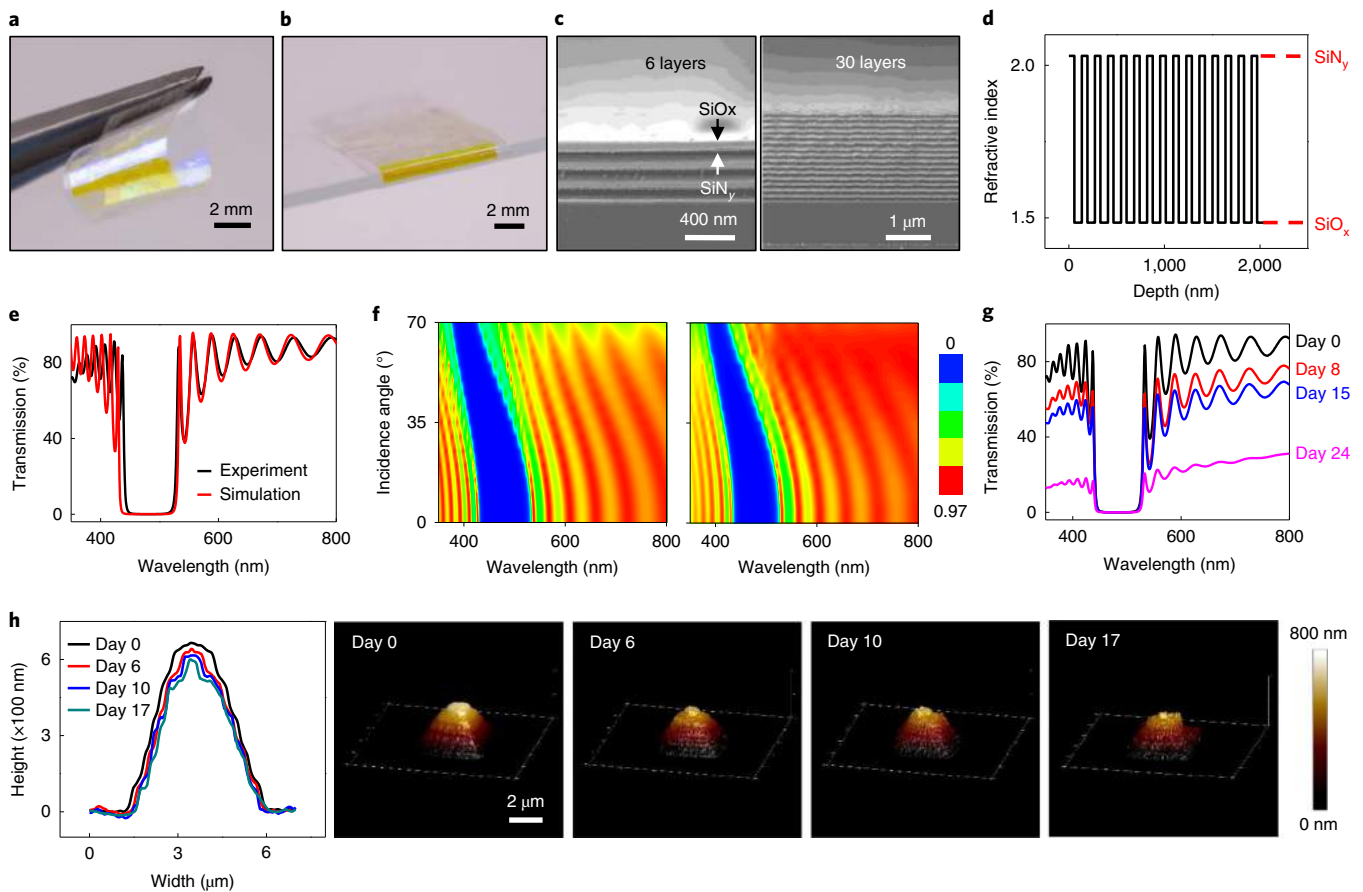 a
2 mm
b
2 mm
c
6 layers
SiOx
SiNy
400 nm
30 layers
1 μm
d
Refractive index
2.0
1.5
SiNy
SiOx
0
1,000
2,000
Depth (nm)
e
Transmission (%)
80
40
0
Experiment
Simulation
400
600
800
Wavelength (nm)
f
Incidence angle (°)
70
35
0
400
600
800
Wavelength (nm)
400
600
800
Wavelength (nm)
0
0.97
g
Transmission (%)
80
40
0
Day 0
Day 8
Day 15
Day 24
400
600
800
Wavelength (nm)
h
Height (×100 nm)
6
3
0
Day 0
Day 6
Day 10
Day 17
0
3
6
Width (μm)
Day 0
2 μm
Day 6
Day 10
Day 17
800 nm
0 nm